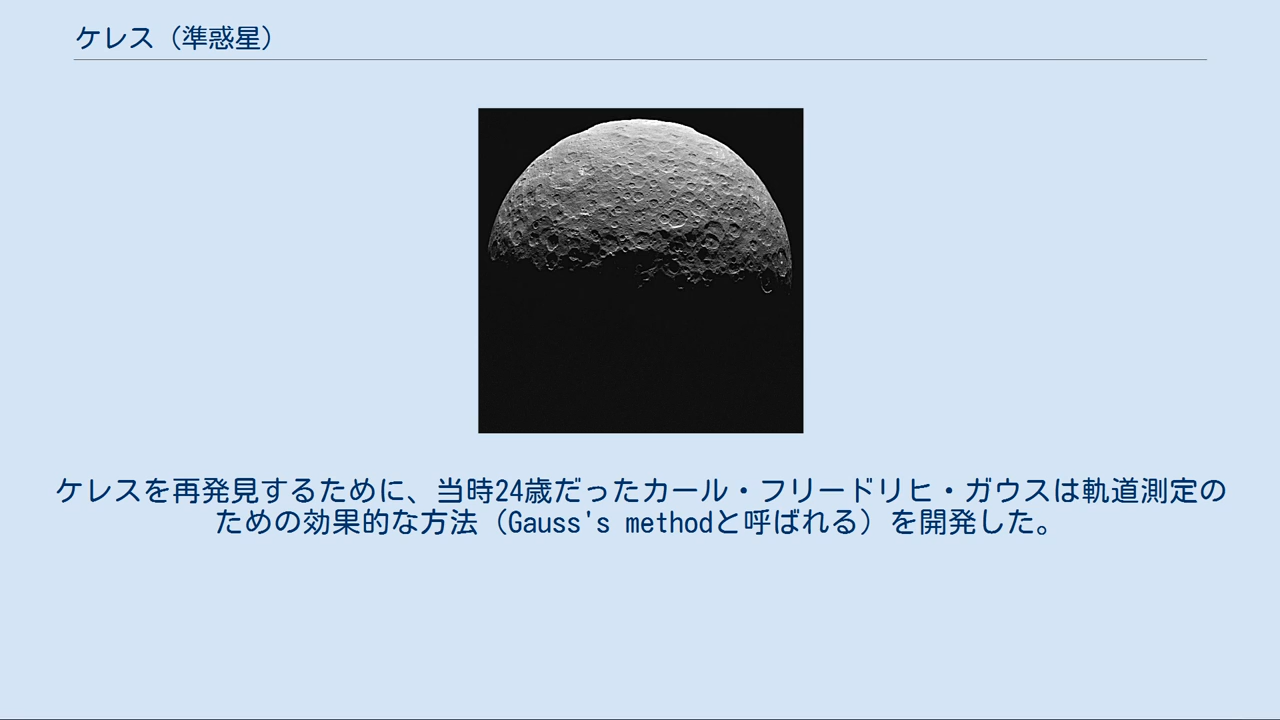 ケレス（準惑星）
ケレスを再発見するために、当時24歳だったカール・フリードリヒ・ガウスは軌道測定の
ための効果的な方法（Gauss's methodと呼ばれる）を開発した。